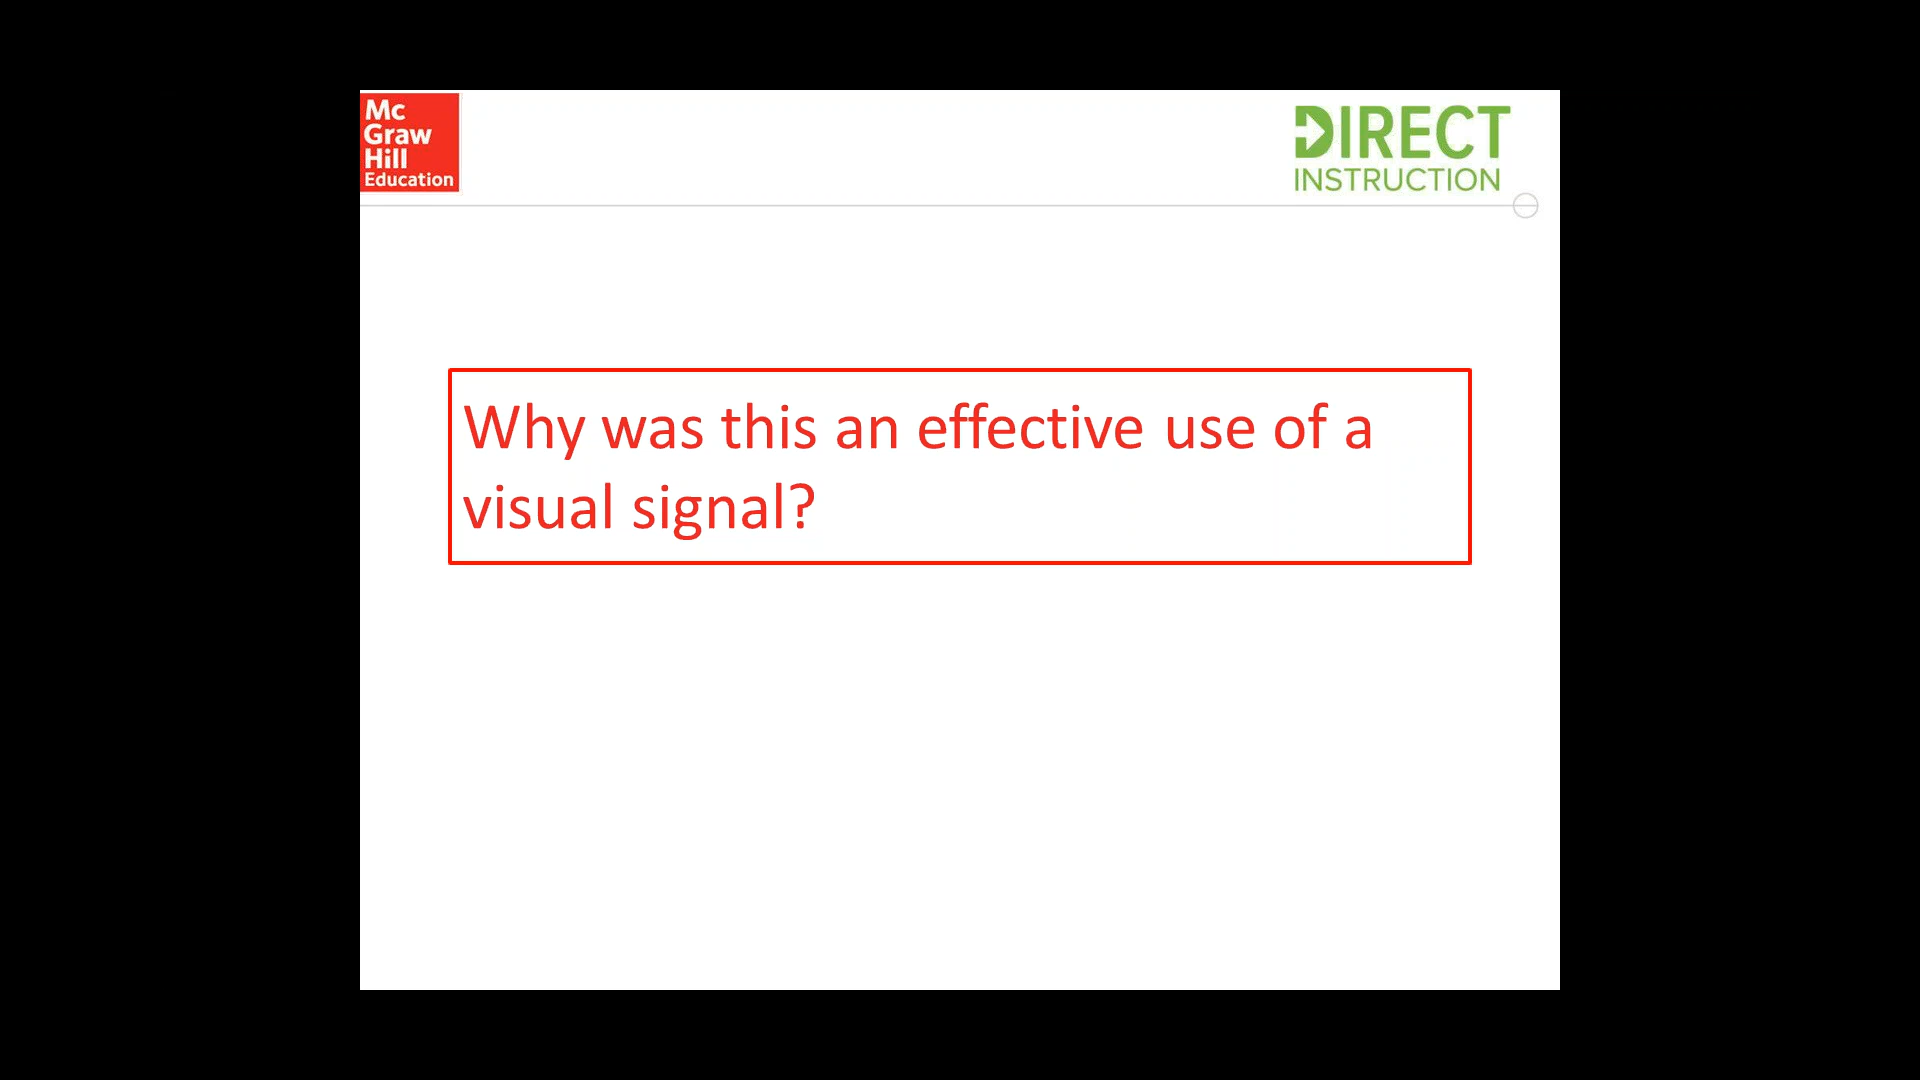 Mc
Graw
Hill
Education
DIRECT
INSTRUCTION
Why was this an effective use of a
visual signal?